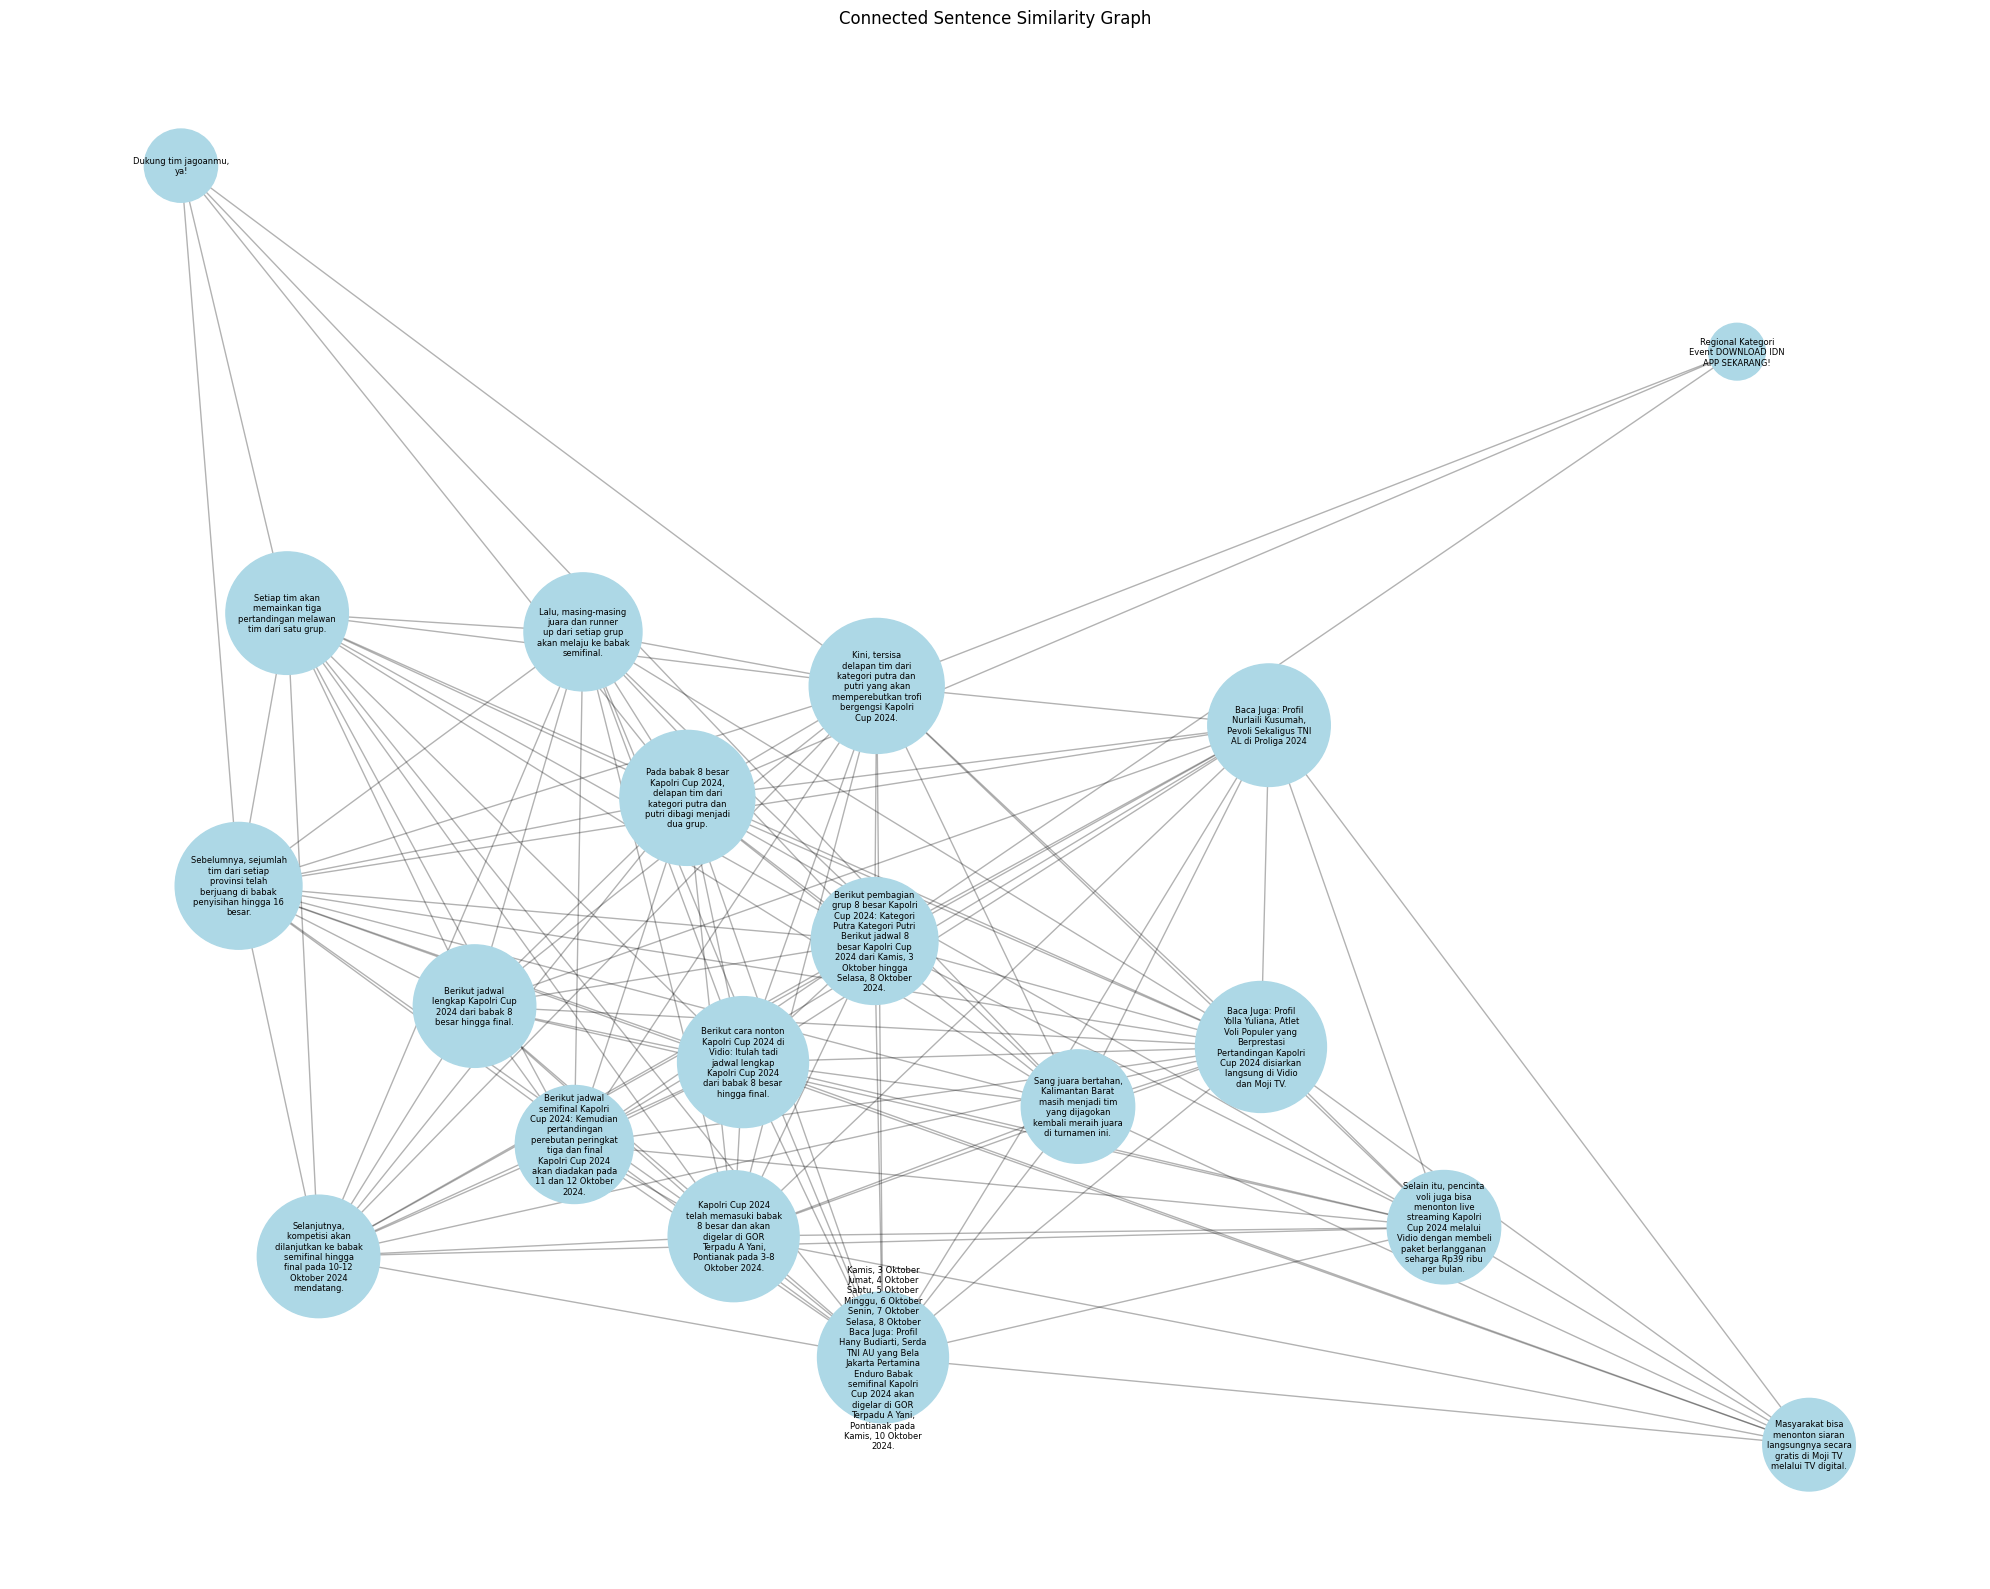 Connected Sentence Similarity Graph
Dukung tim jagoanmu,
ya!
Regional Kategori
Event DOWNLOAD IDN
APP SEKARANG!
Setiap tim akan
memainkan tiga
pertandingan melawan
tim dari satu grup.
Lalu, masing-masing
juara dan runner
up dari setiap grup
akan melaju ke babak
semifinal.
Kini, tersisa
delapan tim dari
kategori putra dan
putri yang akan
memperebutkan trofi
bergengsi Kapolri
Cup 2024.
Baca Juga: Profil
Nurlaili Kusumah,
Pevoli Sekaligus TNI
AL di Proliga 2024
Pada babak 8 besar
Kapolri Cup 2024,
delapan tim dari
kategori putra dan
putri dibagi menjadi
dua grup.
Sebelumnya, sejumlah
tim dari setiap
provinsi telah
berjuang di babak
penyisihan hingga 16
besar.
Berikut pembagian
grup 8 besar Kapolri
Cup 2024: Kategori
Putra Kategori Putri
Berikut jadwal 8
besar Kapolri Cup
2024 dari Kamis, 3
Oktober hingga
Selasa, 8 Oktober
2024.
Berikut jadwal
lengkap Kapolri Cup
2024 dari babak 8
besar hingga final.
Berikut cara nonton
Kapolri Cup 2024 di
Vidio: Itulah tadi
jadwal lengkap
Kapolri Cup 2024
dari babak 8 besar
hingga final.
Baca Juga: Profil
Yolla Yuliana, Atlet
Voli Populer yang
Berprestasi
Pertandingan Kapolri
Cup 2024 disiarkan
langsung di Vidio
dan Moji TV.
Sang juara bertahan,
Kalimantan Barat
masih menjadi tim
yang dijagokan
kembali meraih juara
di turnamen ini.
Berikut jadwal
semifinal Kapolri
Cup 2024: Kemudian
pertandingan
perebutan peringkat
tiga dan final
Kapolri Cup 2024
akan diadakan pada
11 dan 12 Oktober
2024.
Selanjutnya,
kompetisi akan
dilanjutkan ke babak
semifinal hingga
final pada 10-12
Oktober 2024
mendatang.
Kapolri Cup 2024
telah memasuki babak
8 besar dan akan
digelar di GOR
Terpadu A Yani,
Pontianak pada 3-8
Oktober 2024.
Selain itu, pencinta
voli juga bisa
menonton live
streaming Kapolri
Cup 2024 melalui
Vidio dengan membeli
paket berlangganan
seharga Rp39 ribu
per bulan.
Kamis, 3 Oktober
Jumat, 4 Oktober
Sabtu, 5 Oktober
Minggu, 6 Oktober
Senin, 7 Oktober
Selasa, 8 Oktober
Baca Juga: Profil
Hany Budiarti, Serda
TNI AU yang Bela
Jakarta Pertamina
Enduro Babak
semifinal Kapolri
Cup 2024 akan
digelar di GOR
Terpadu A Yani,
Pontianak pada
Kamis, 10 Oktober
2024.
Masyarakat bisa
menonton siaran
langsungnya secara
gratis di Moji TV
melalui TV digital.